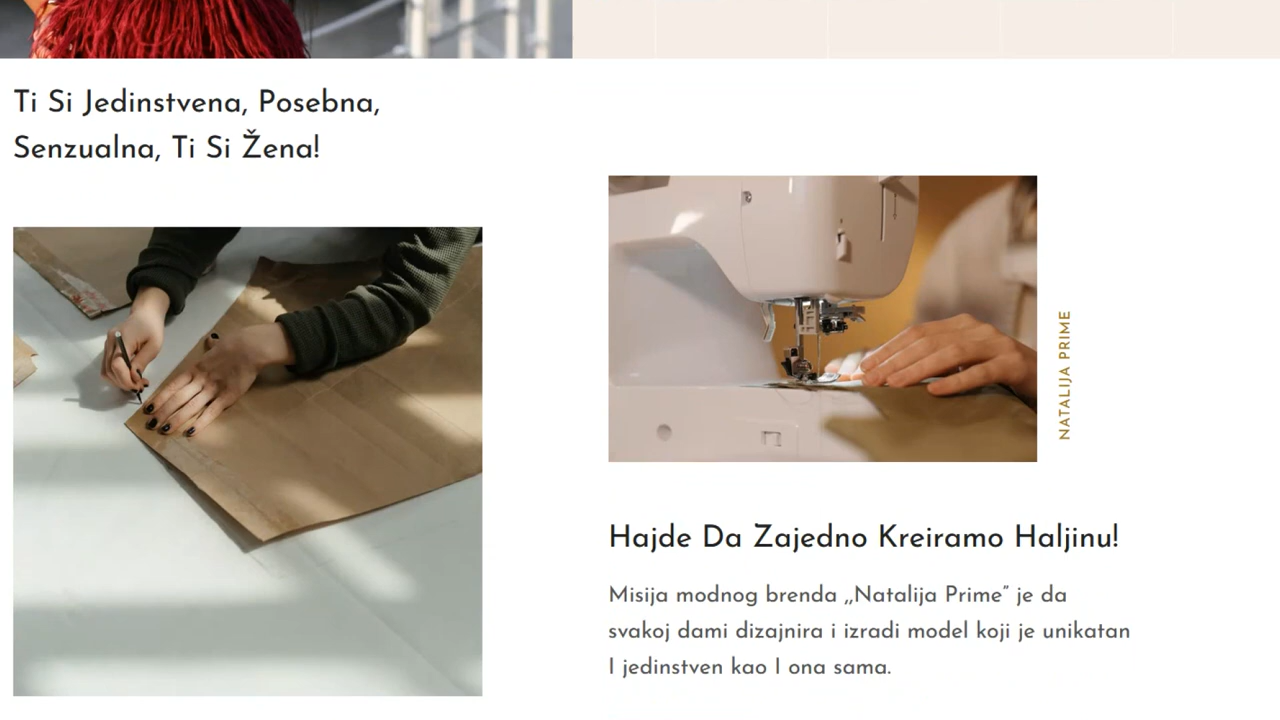 Ti Si Jedinstvena, Posebna,
Senzualna, Ti Si Žena!
NATALIJA PRIME
Hajde Da Zajedno Kreiramo Haljinu!
Misija modnog brenda ,,Natalija Prime” je da
svakoj dami dizajnira i izradi model koji je unikatan
I jedinstven kao I ona sama.